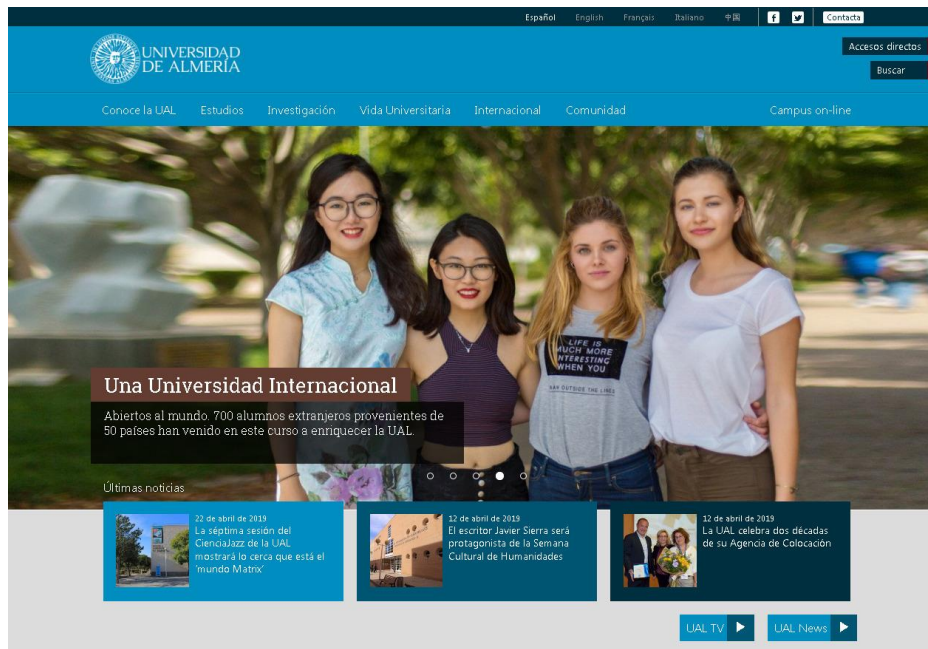 Español English Français Italiano 中国 f Contacta
UNIVERSIDAD
DE ALMERÍA
Accesos directos
Buscar
Conoce la UAL Estudios Investigación Vida Universitaria Internacional Comunidad Campus on-line
LIFE IS
MUCH MORE
INTERESTING
WHEN YOU
OUTSIDE THE LINES
Una Universidad Internacional
Abiertos al mundo. 700 alumnos extranjeros provenientes de
50 países han venido en este curso a enriquecer la UAL.
Últimas noticias
22 de abril de 2019
La séptima sesión del
CienciaJazz de la UAL
mostrará lo cerca que está el
'mundo Matrix'
12 de abril de 2019
El escritor Javier Sierra será
protagonista de la Semana
Cultural de Humanidades
12 de abril de 2019
La UAL celebra dos décadas
de su Agencia de Colocación
UAL TV
UAL News